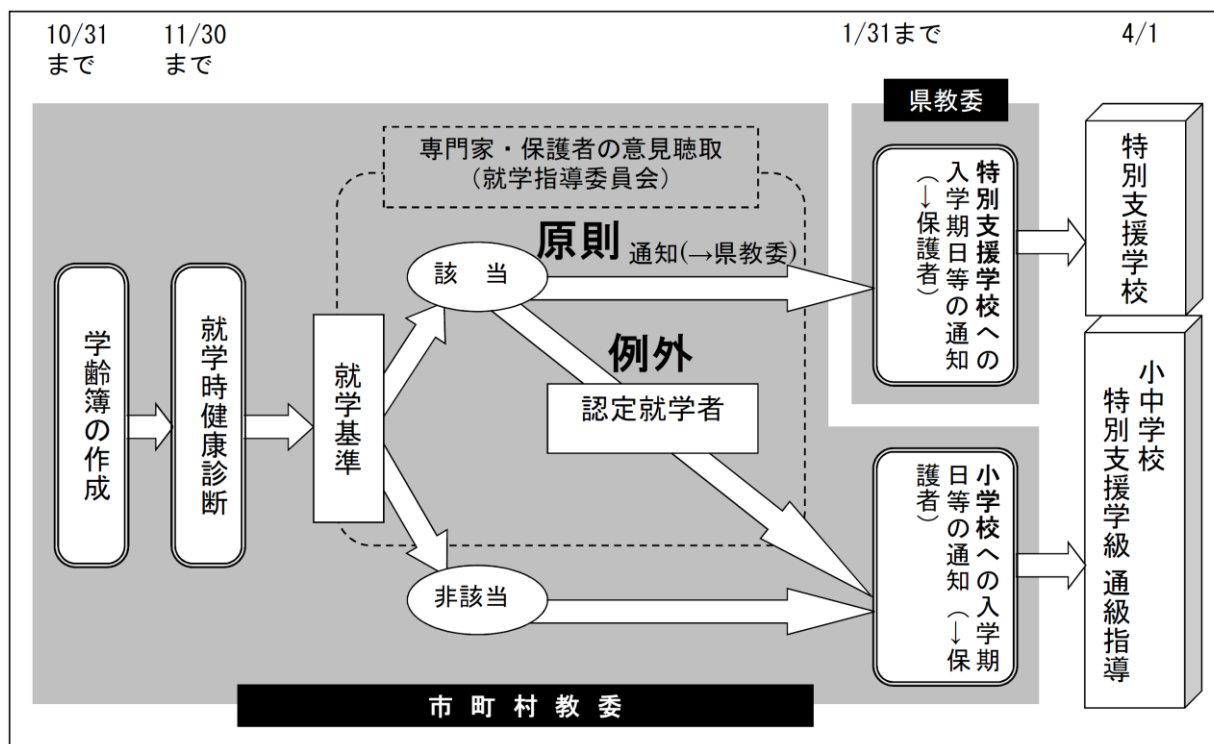 10/31
まで
11/30
まで
1/31まで
4/1
県教委
専門家・保護者の意見聴取
（就学指導委員会）
原則
通知(→県教委)
該　当
例外
認定就学者
非該当
学齢簿の作成
就学時健康診断
就学基準
特別支援学校への
入学期日等の通知
（→保護者）
特別支援学校
小学校への入学期
日等の通知（→保
護者）
小中学校
特別支援学級 通級指導
市 町 村 教 委